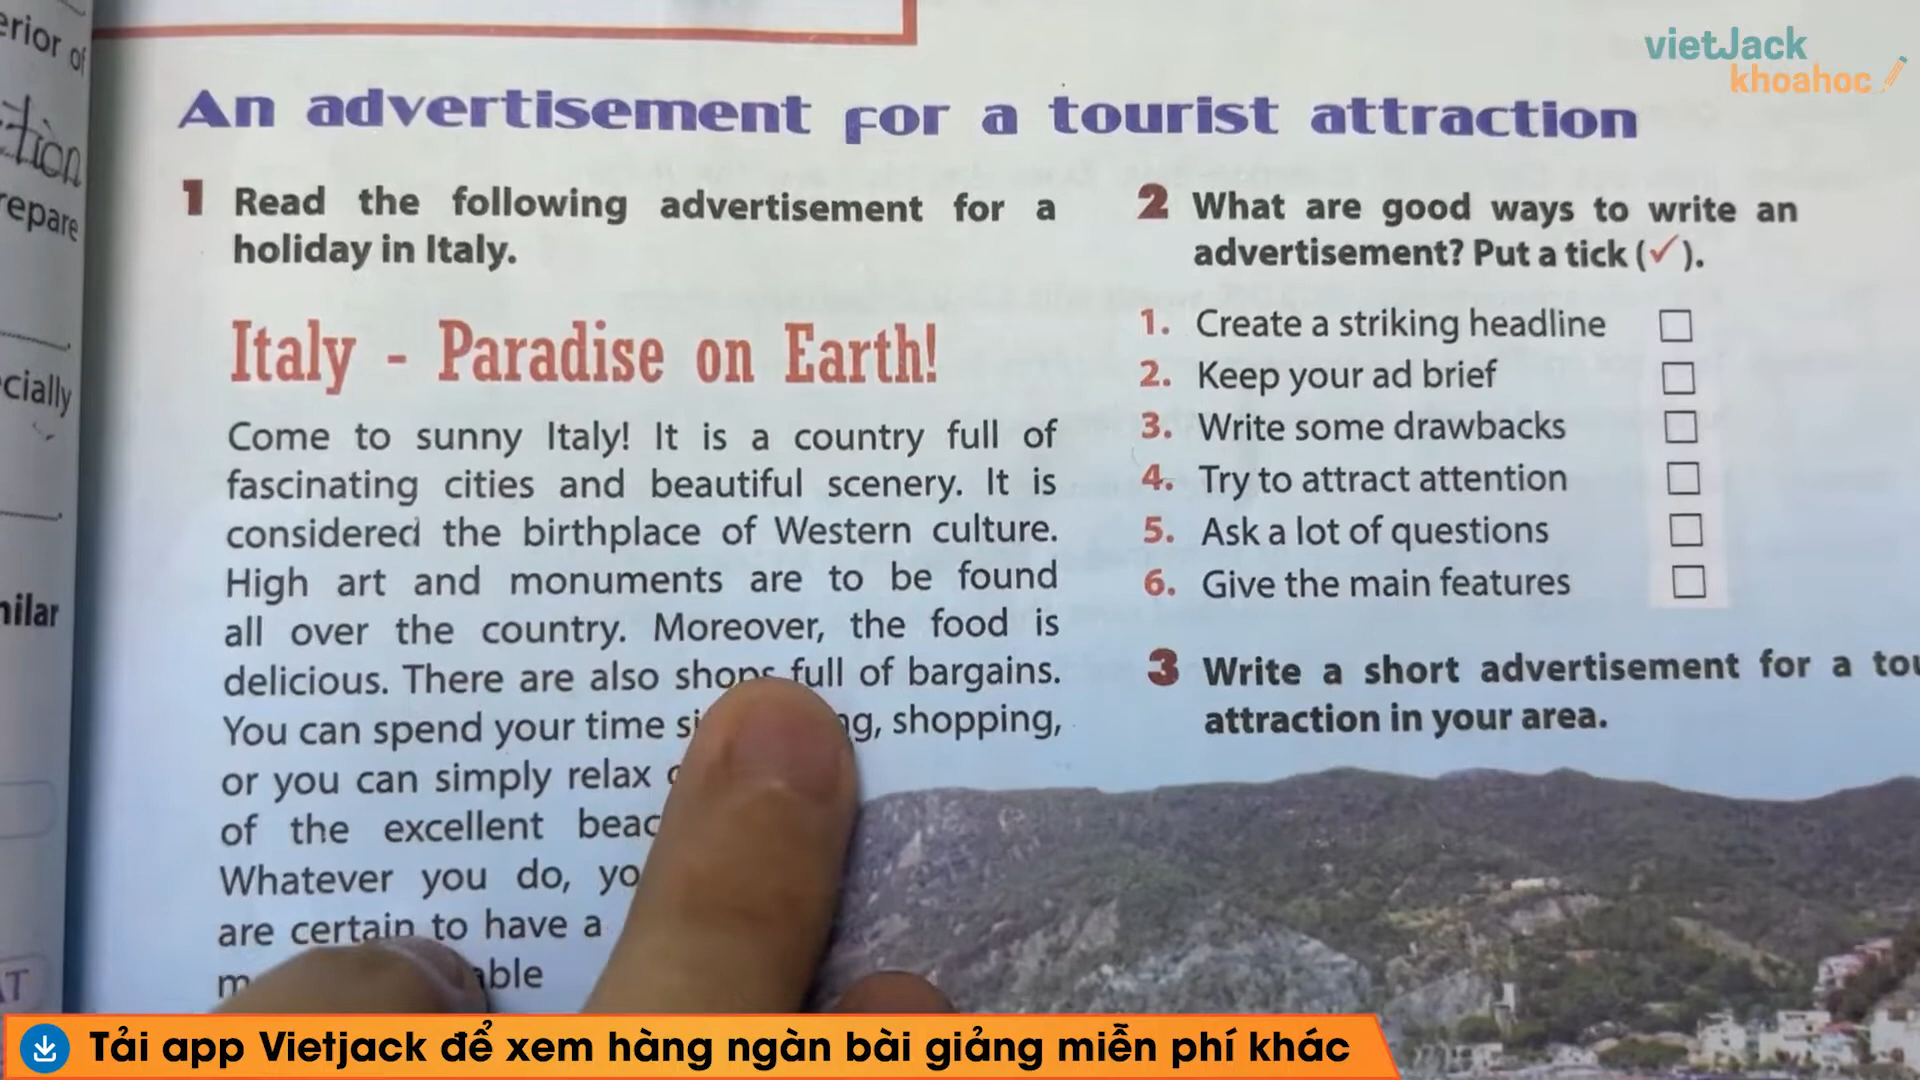 erior of
ction
repare
cially
nilar
AT
vietJack
khoahoc
An advertisement for a tourist attraction
1 Read the following advertisement for a
holiday in Italy.
Italy - Paradise on Earth!
Come to sunny Italy! It is a country full of
fascinating cities and beautiful scenery. It is
considered the birthplace of Western culture.
High art and monuments are to be found
all over the country. Moreover, the food is
delicious. There are also shops full of bargains.
You can spend your time shopping,
or you can simply relax
of the excellent
Whatever you do,
are certain to have a
2 What are good ways to write an
advertisement? Put a tick (✓).
1. Create a striking headline
2. Keep your ad brief
3. Write some drawbacks
4. Try to attract attention
5. Ask a lot of questions
6. Give the main features
3 Write a short advertisement for a
attraction in your area.
Tải app Vietjack để xem hàng ngàn bài giảng miễn phí khác